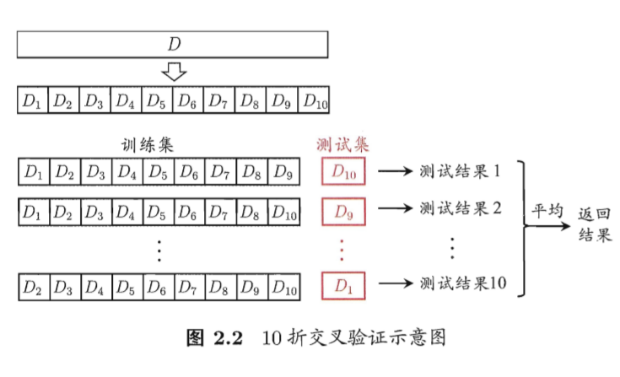 D
D1 D2 D3 D4 D5 D6 D7 D8 D9 D10
训练集 测试集
D1 D2 D3 D4 D5 D6 D7 D8 D9 D10 测试结果1
D1 D2 D3 D4 D5 D6 D7 D8 D10 D9 测试结果2
平均 返回
结果
⋮ ⋮ ⋮
D2 D3 D4 D5 D6 D7 D8 D9 D10 D1 测试结果10
图 2.2 10折交叉验证示意图